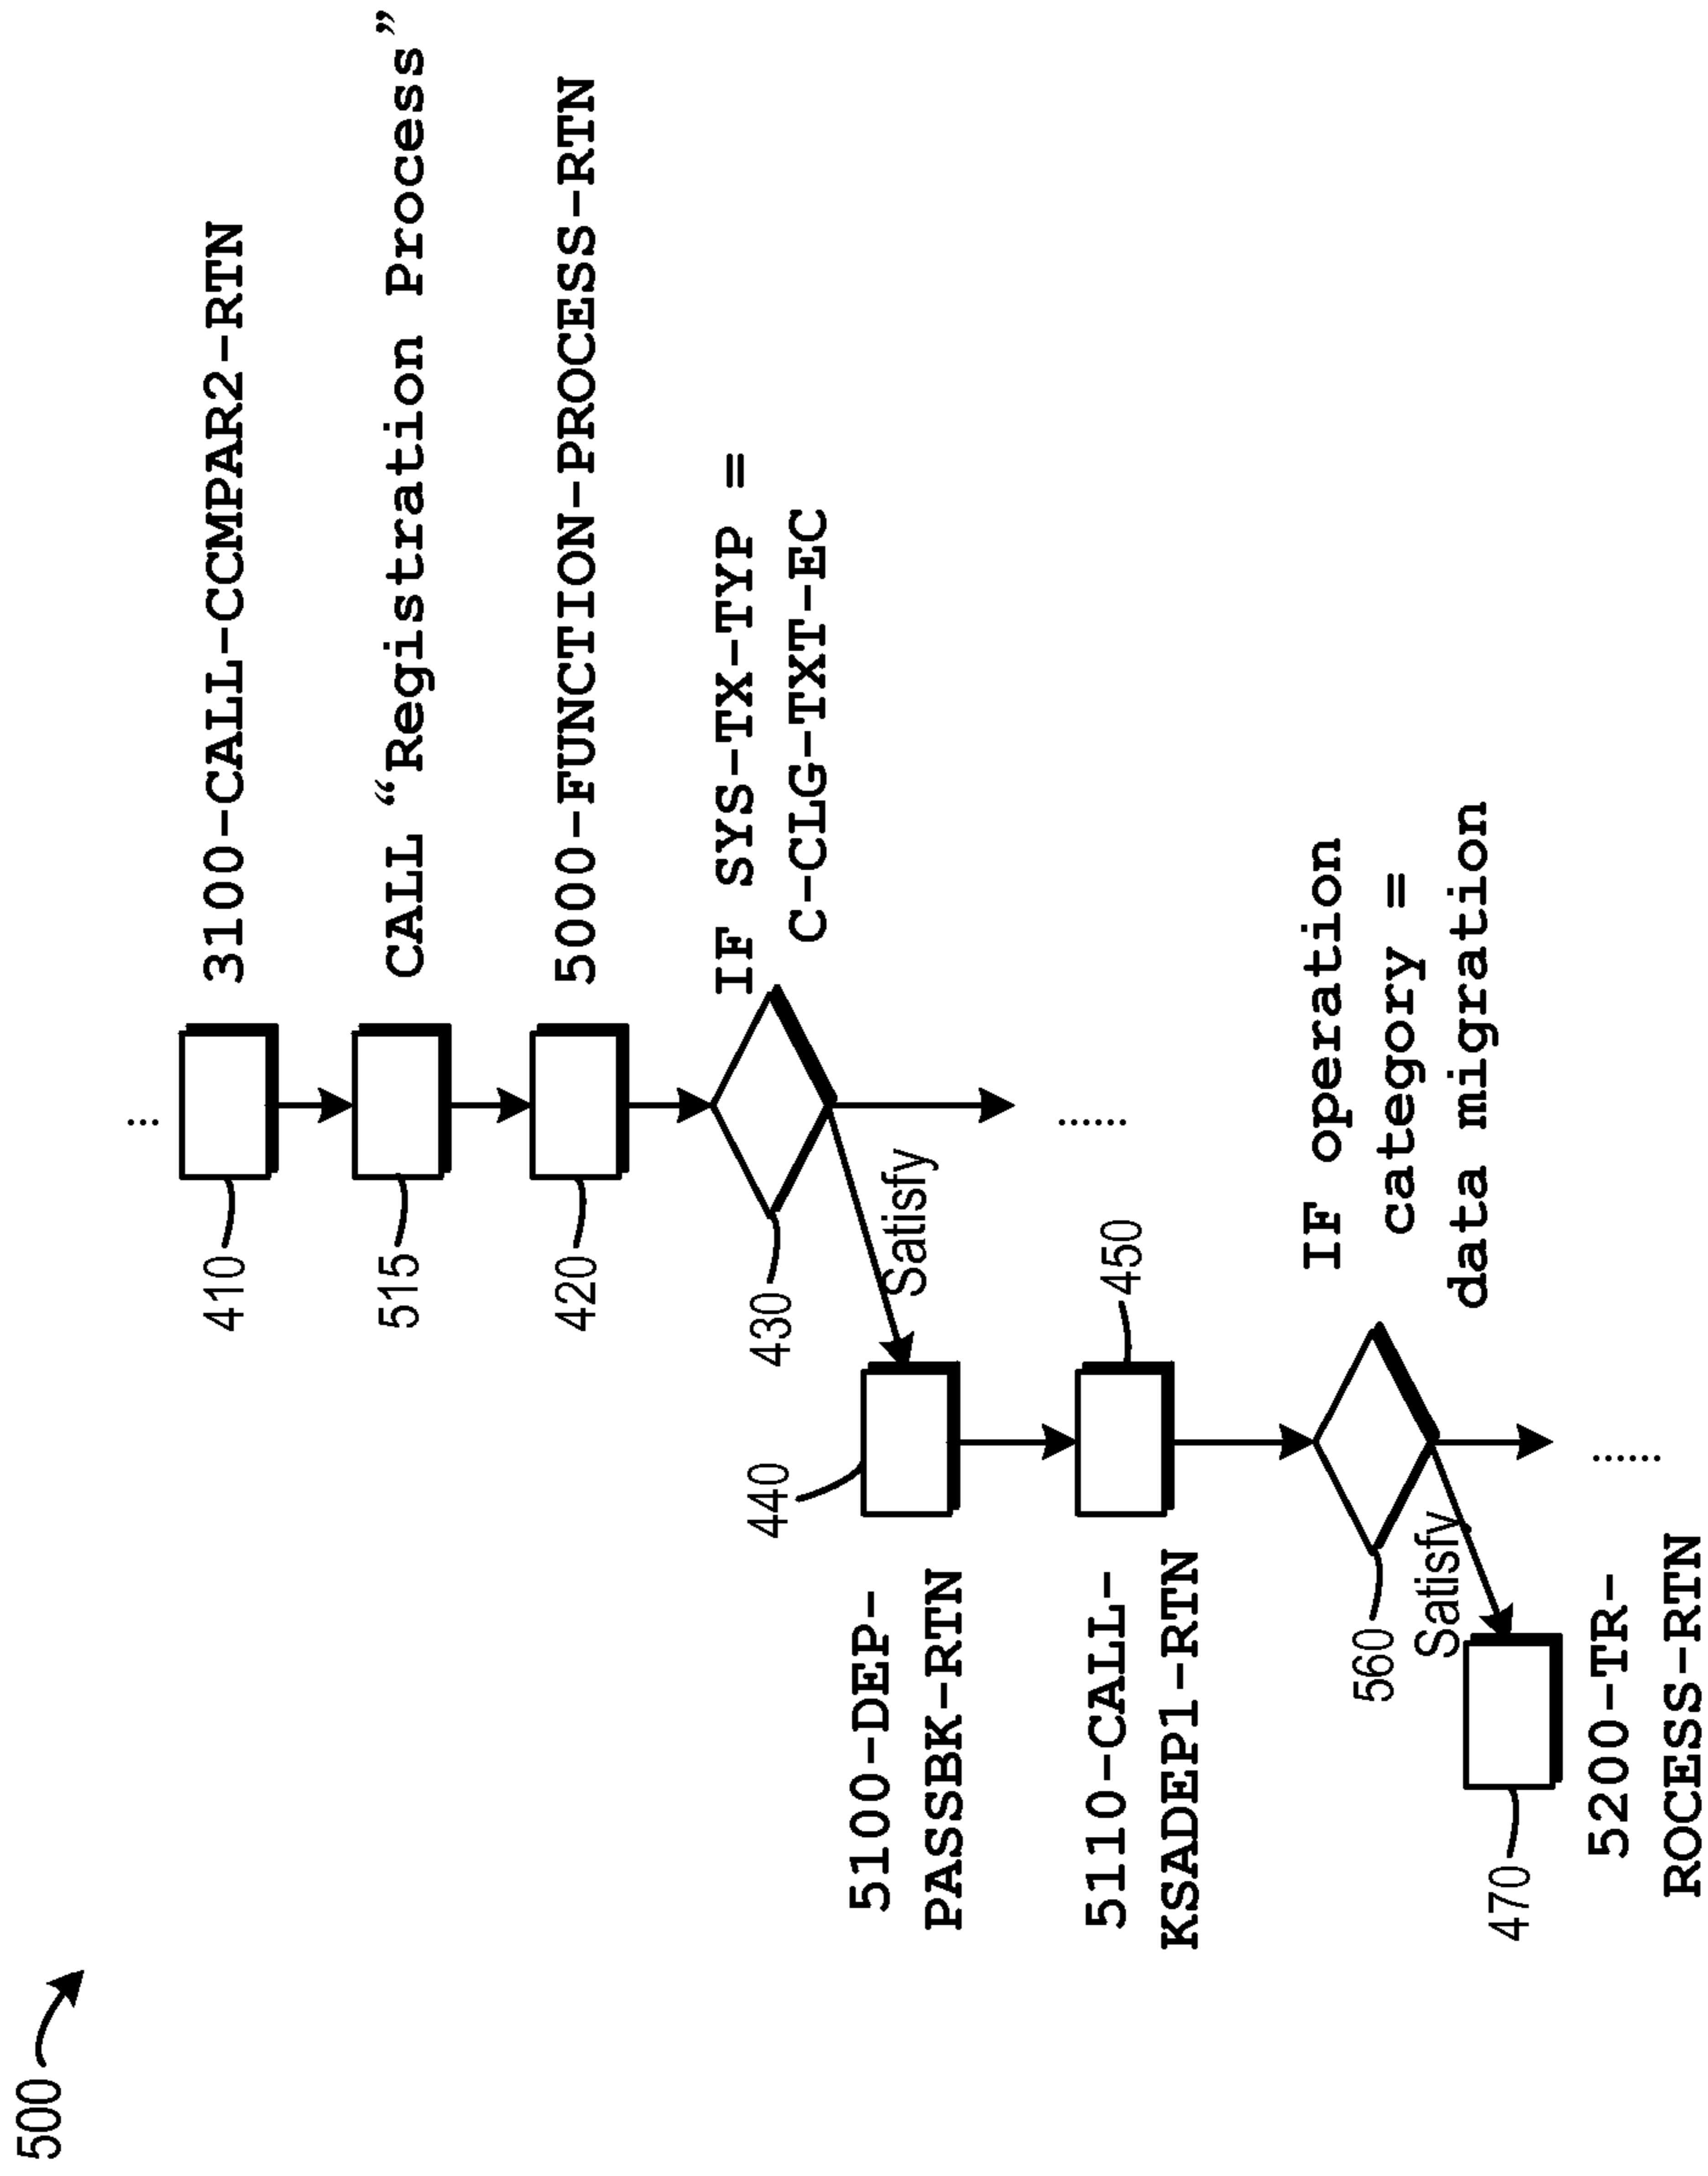 500
...
410
3100-CALL-CCMPAR2-RTN
515
CALL “Registration Process”
420
5000-FUNCTION-PROCESS-RTN
430
IF SYS-TX-TYP =
C-CLG-TXT-EC
Satisfy
......
440
5100-DEP-
PASSBK-RTN
450
5110-CALL-
KSADEP1-RTN
560
IF operation
category =
data migration
Satisfy
......
470
5200-TR-
ROCESS-RTN